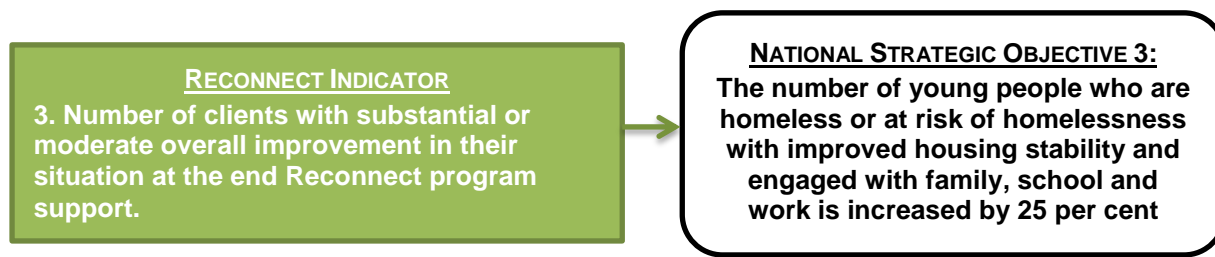 RECONNECT INDICATOR
3. Number of clients with substantial or
moderate overall improvement in their
situation at the end Reconnect program
support.
NATIONAL STRATEGIC OBJECTIVE 3:
The number of young people who are
homeless or at risk of homelessness
with improved housing stability and
engaged with family, school and
work is increased by 25 per cent